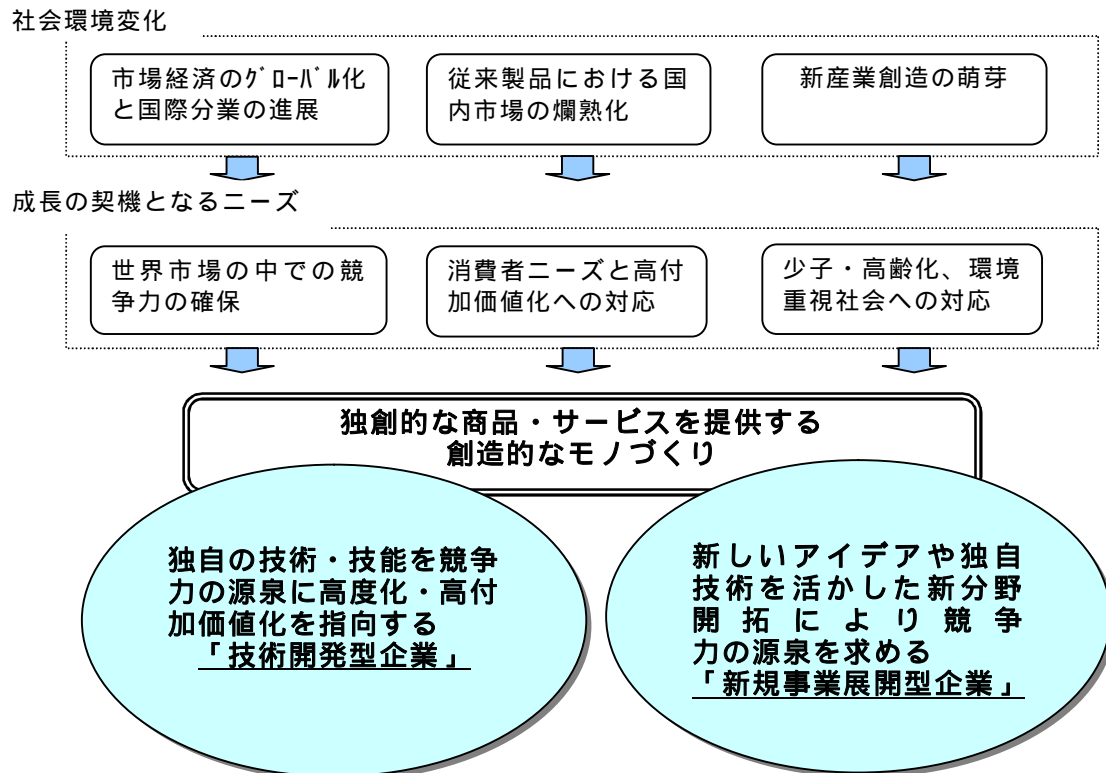 社会環境変化
市場経済のｸﾞﾛｰﾊﾞﾙ化
と国際分業の進展
従来製品における国
内市場の爛熟化
新産業創造の萌芽
成長の契機となるニーズ
世界市場の中での競
争力の確保
消費者ニーズと高付
加価値化への対応
少子・高齢化、環境
重視社会への対応
独創的な商品・サービスを提供する
創造的なモノづくり
独自の技術・技能を競争
力の源泉に高度化・高付
加価値化を指向する
「技術開発型企業」
新しいアイデアや独自
技術を活かした新分野
開拓により競争
力の源泉を求める
「新規事業展開型企業」